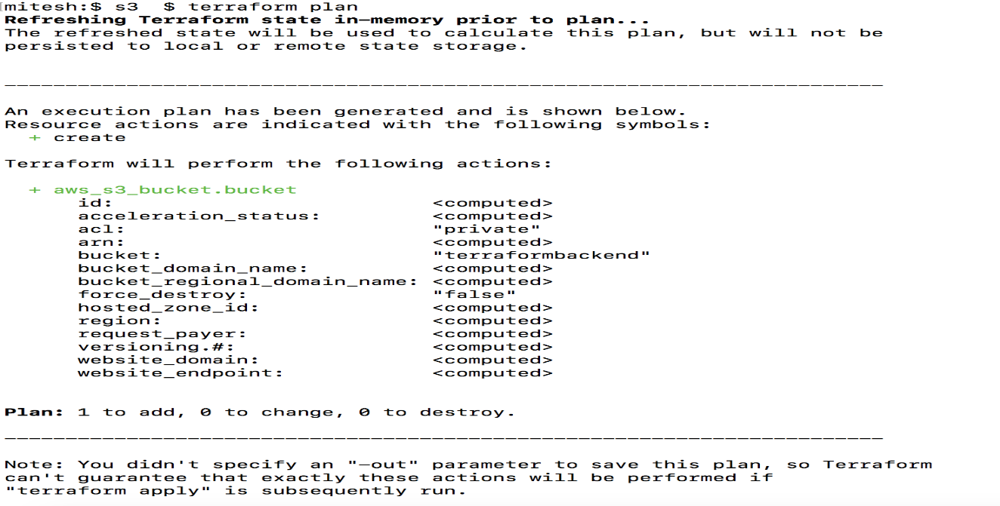 mitesh:$ s3  $ terraform plan
Refreshing Terraform state in-memory prior to plan...
The refreshed state will be used to calculate this plan, but will not be
persisted to local or remote state storage.
------------------------------------------------------------------------
An execution plan has been generated and is shown below.
Resource actions are indicated with the following symbols:
  + create
Terraform will perform the following actions:
  + aws_s3_bucket.bucket
      id:                          <computed>
      acceleration_status:         <computed>
      acl:                         "private"
      arn:                         <computed>
      bucket:                      "terraformbackend"
      bucket_domain_name:          <computed>
      bucket_regional_domain_name: <computed>
      force_destroy:               "false"
      hosted_zone_id:              <computed>
      region:                      <computed>
      request_payer:               <computed>
      versioning.#:                <computed>
      website_domain:              <computed>
      website_endpoint:            <computed>
Plan: 1 to add, 0 to change, 0 to destroy.
------------------------------------------------------------------------
Note: You didn't specify an "-out" parameter to save this plan, so Terraform
can't guarantee that exactly these actions will be performed if
"terraform apply" is subsequently run.